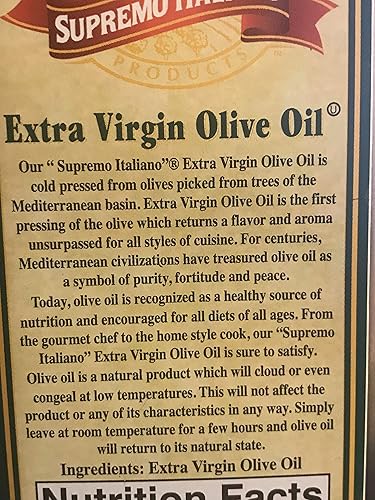 SUPREMO ITAL
PRODUCTS
Extra Virgin Olive Oil Ⓤ
Our “ Supremo Italiano”® Extra Virgin Olive Oil is
cold pressed from olives picked from trees of the
Mediterranean basin. Extra Virgin Olive Oil is the first
pressing of the olive which returns a flavor and aroma
unsurpassed for all styles of cuisine. For centuries,
Mediterranean civilizations have treasured olive oil as
a symbol of purity, fortitude and peace.
Today, olive oil is recognized as a healthy source of
nutrition and encouraged for all diets of all ages. From
the gourmet chef to the home style cook, our “Supremo
Italiano” Extra Virgin Olive Oil is sure to satisfy.
Olive oil is a natural product which will cloud or even
congeal at low temperatures. This will not affect the
product or any of its characteristics in any way. Simply
leave at room temperature for a few hours and olive oil
will return to its natural state.
Ingredients: Extra Virgin Olive Oil
Nutrition Facts